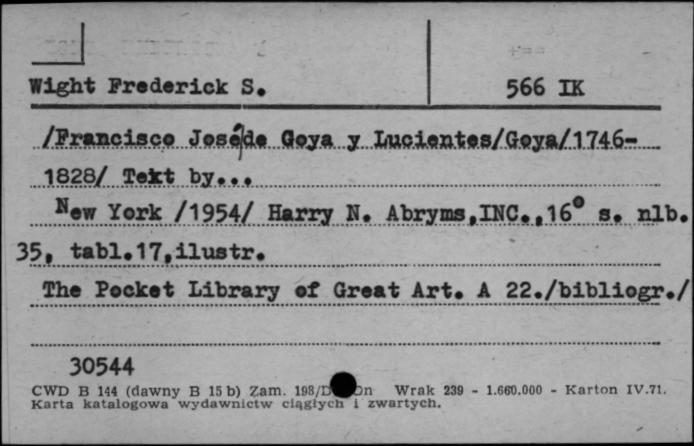 Wight Frederick S. 566 IK
/Francisco José/de Goya y Lucientes/Goya/1746-
1828/ Tekt by...
New York /1954/ Harry N. Abryms,INC.,16° s. nlb.
35, tabl.17,ilustr.
The Pocket Library of Great Art. A 22./bibliogr./
30544
CWD B 144 (dawny B 15 b) Zam. 198/D Dn Wrak 239 - 1.660.000 - Karton IV.71.
Karta katalogowa wydawnictw ciągłych i zwartych.